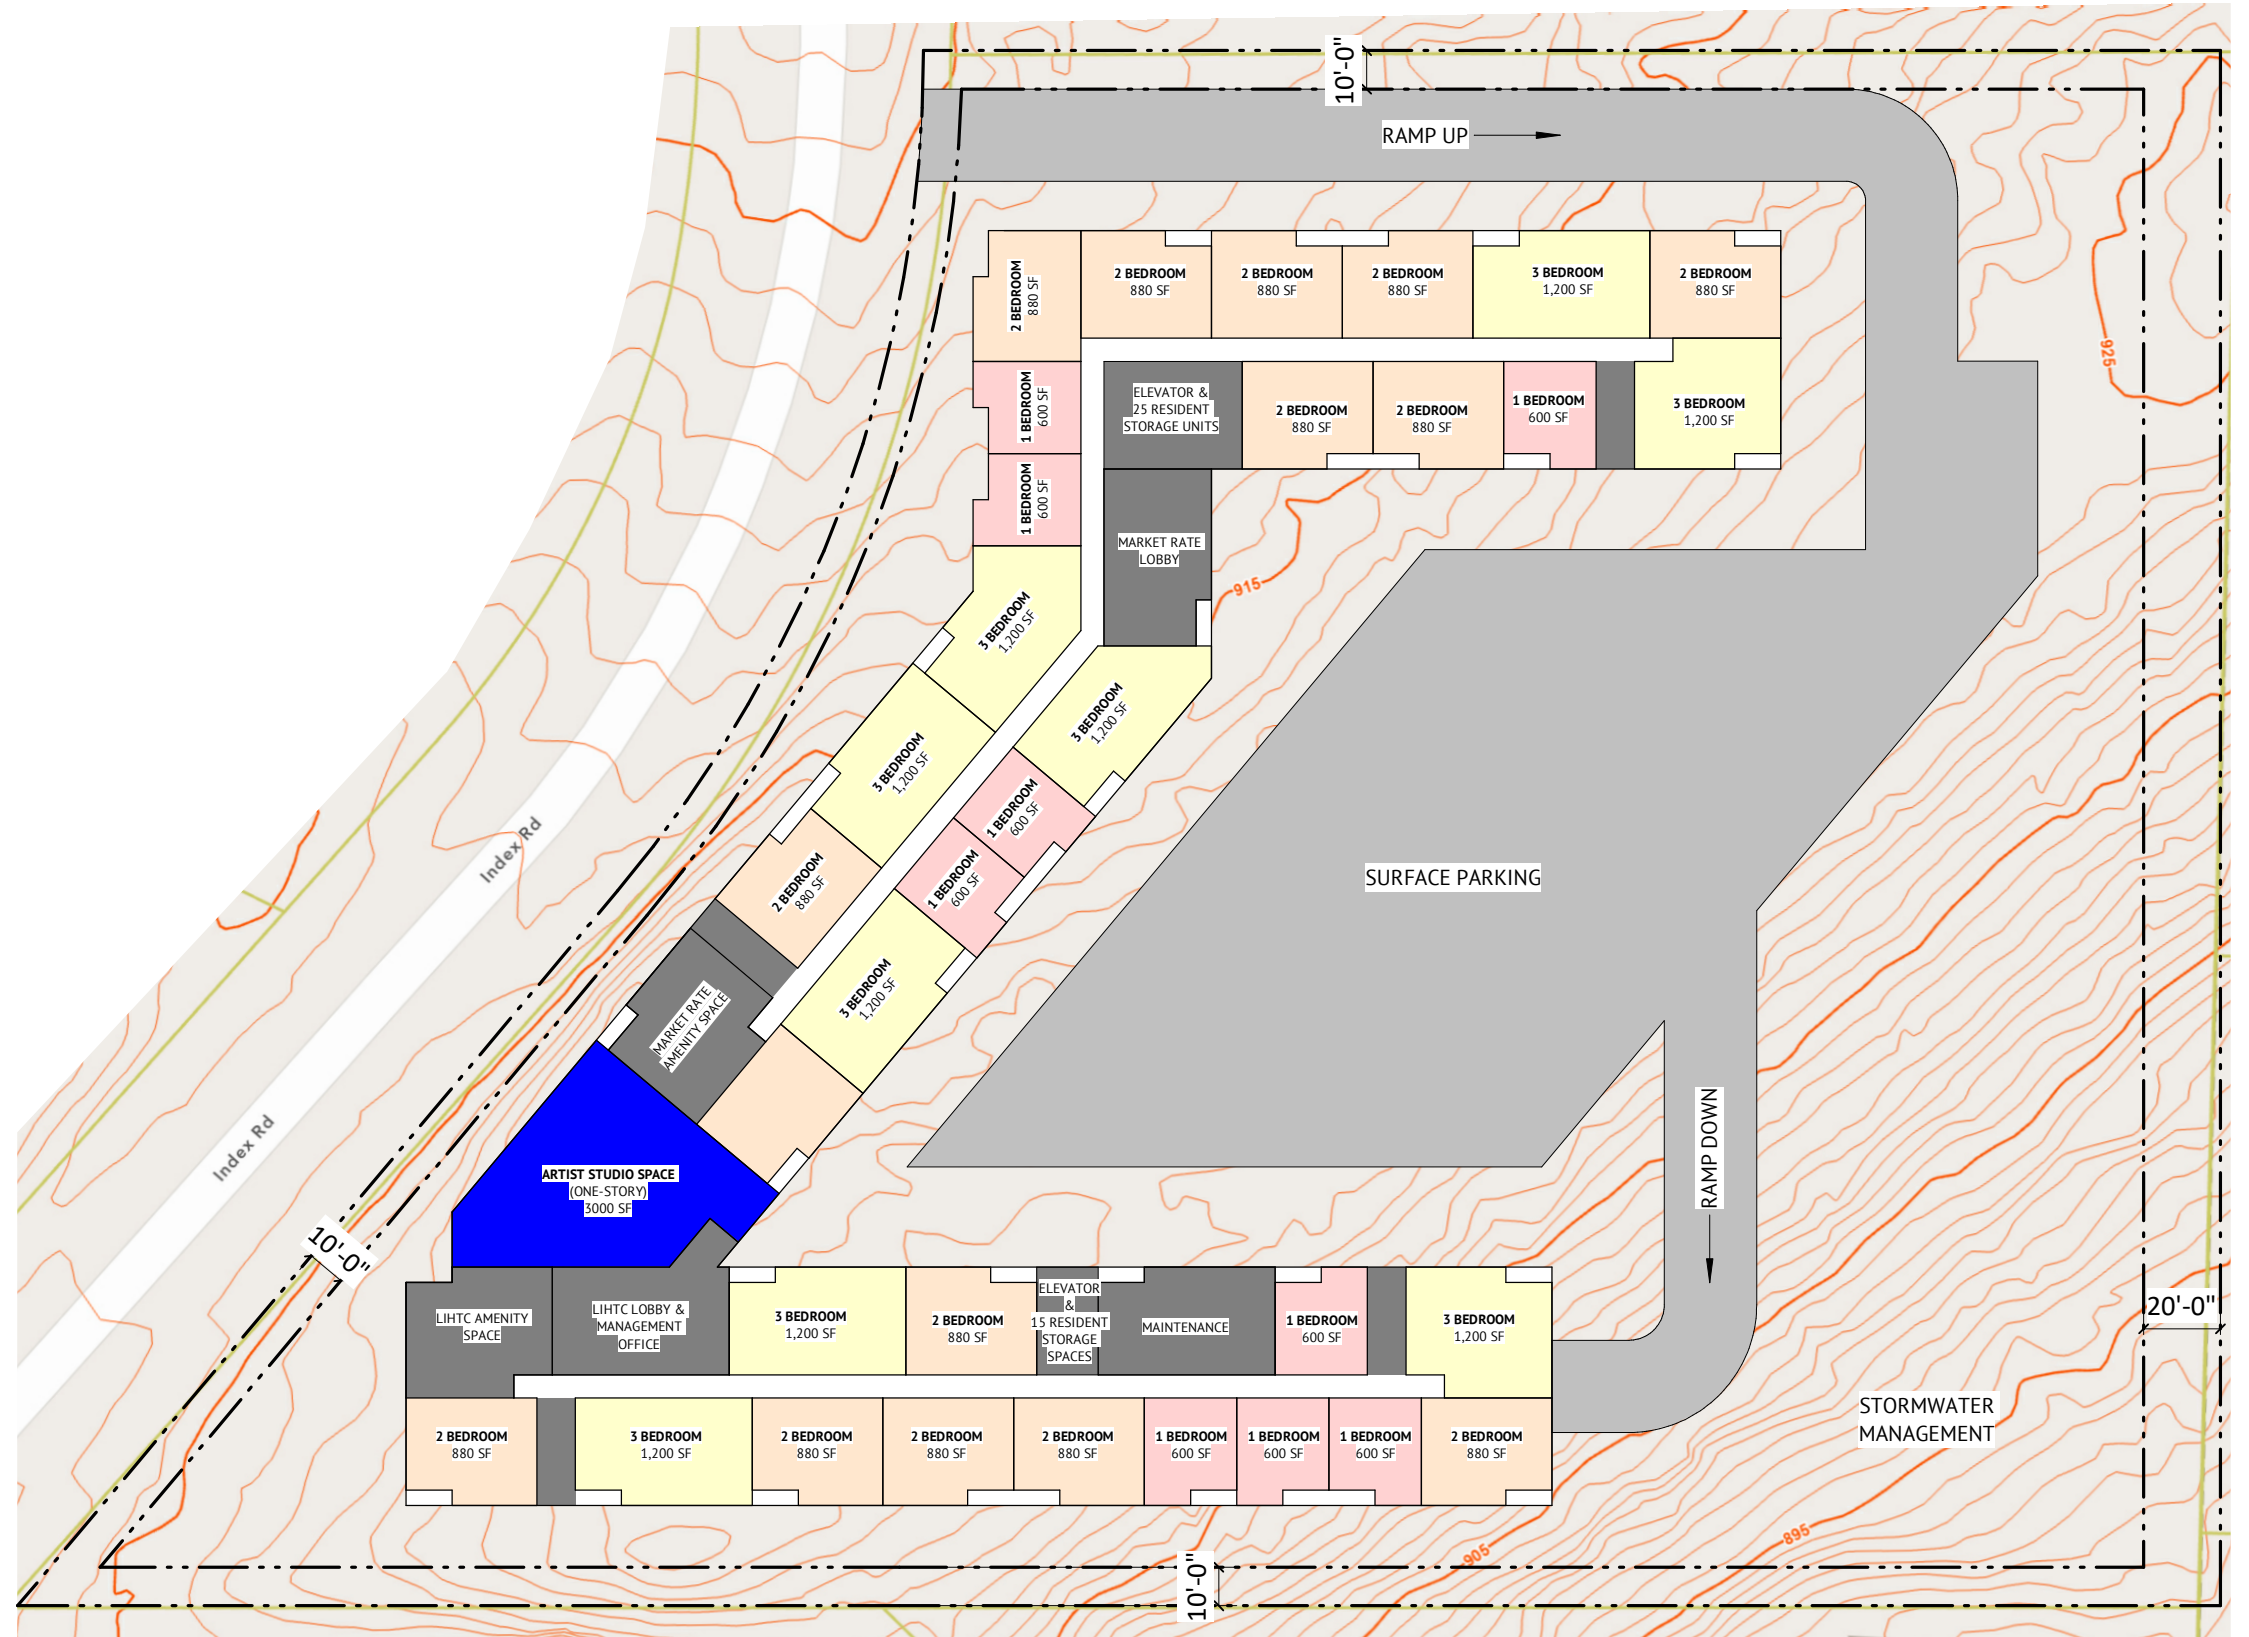 10'-0"
RAMP UP
2 BEDROOM
880 SF
2 BEDROOM
880 SF
2 BEDROOM
880 SF
2 BEDROOM
880 SF
3 BEDROOM
1,200 SF
2 BEDROOM
880 SF
925
1 BEDROOM
600 SF
ELEVATOR &
25 RESIDENT
STORAGE UNITS
2 BEDROOM
880 SF
2 BEDROOM
880 SF
1 BEDROOM
600 SF
3 BEDROOM
1,200 SF
1 BEDROOM
600 SF
MARKET RATE
LOBBY
915
3 BEDROOM
1,200 SF
3 BEDROOM
1,200 SF
3 BEDROOM
1,200 SF
1 BEDROOM
600 SF
2 BEDROOM
880 SF
1 BEDROOM
600 SF
Index Rd
SURFACE PARKING
3 BEDROOM
1,200 SF
MARKET RATE
AMENITY SPACE
Index Rd
RAMP DOWN
ARTIST STUDIO SPACE
(ONE-STORY)
3000 SF
10'-0"
20'-0"
LIHTC AMENITY
SPACE
LIHTC LOBBY &
MANAGEMENT
OFFICE
3 BEDROOM
1,200 SF
2 BEDROOM
880 SF
ELEVATOR
&
15 RESIDENT
STORAGE
SPACES
MAINTENANCE
1 BEDROOM
600 SF
3 BEDROOM
1,200 SF
STORMWATER
MANAGEMENT
2 BEDROOM
880 SF
3 BEDROOM
1,200 SF
2 BEDROOM
880 SF
2 BEDROOM
880 SF
2 BEDROOM
880 SF
1 BEDROOM
600 SF
1 BEDROOM
600 SF
1 BEDROOM
600 SF
2 BEDROOM
880 SF
905
895
10'-0"